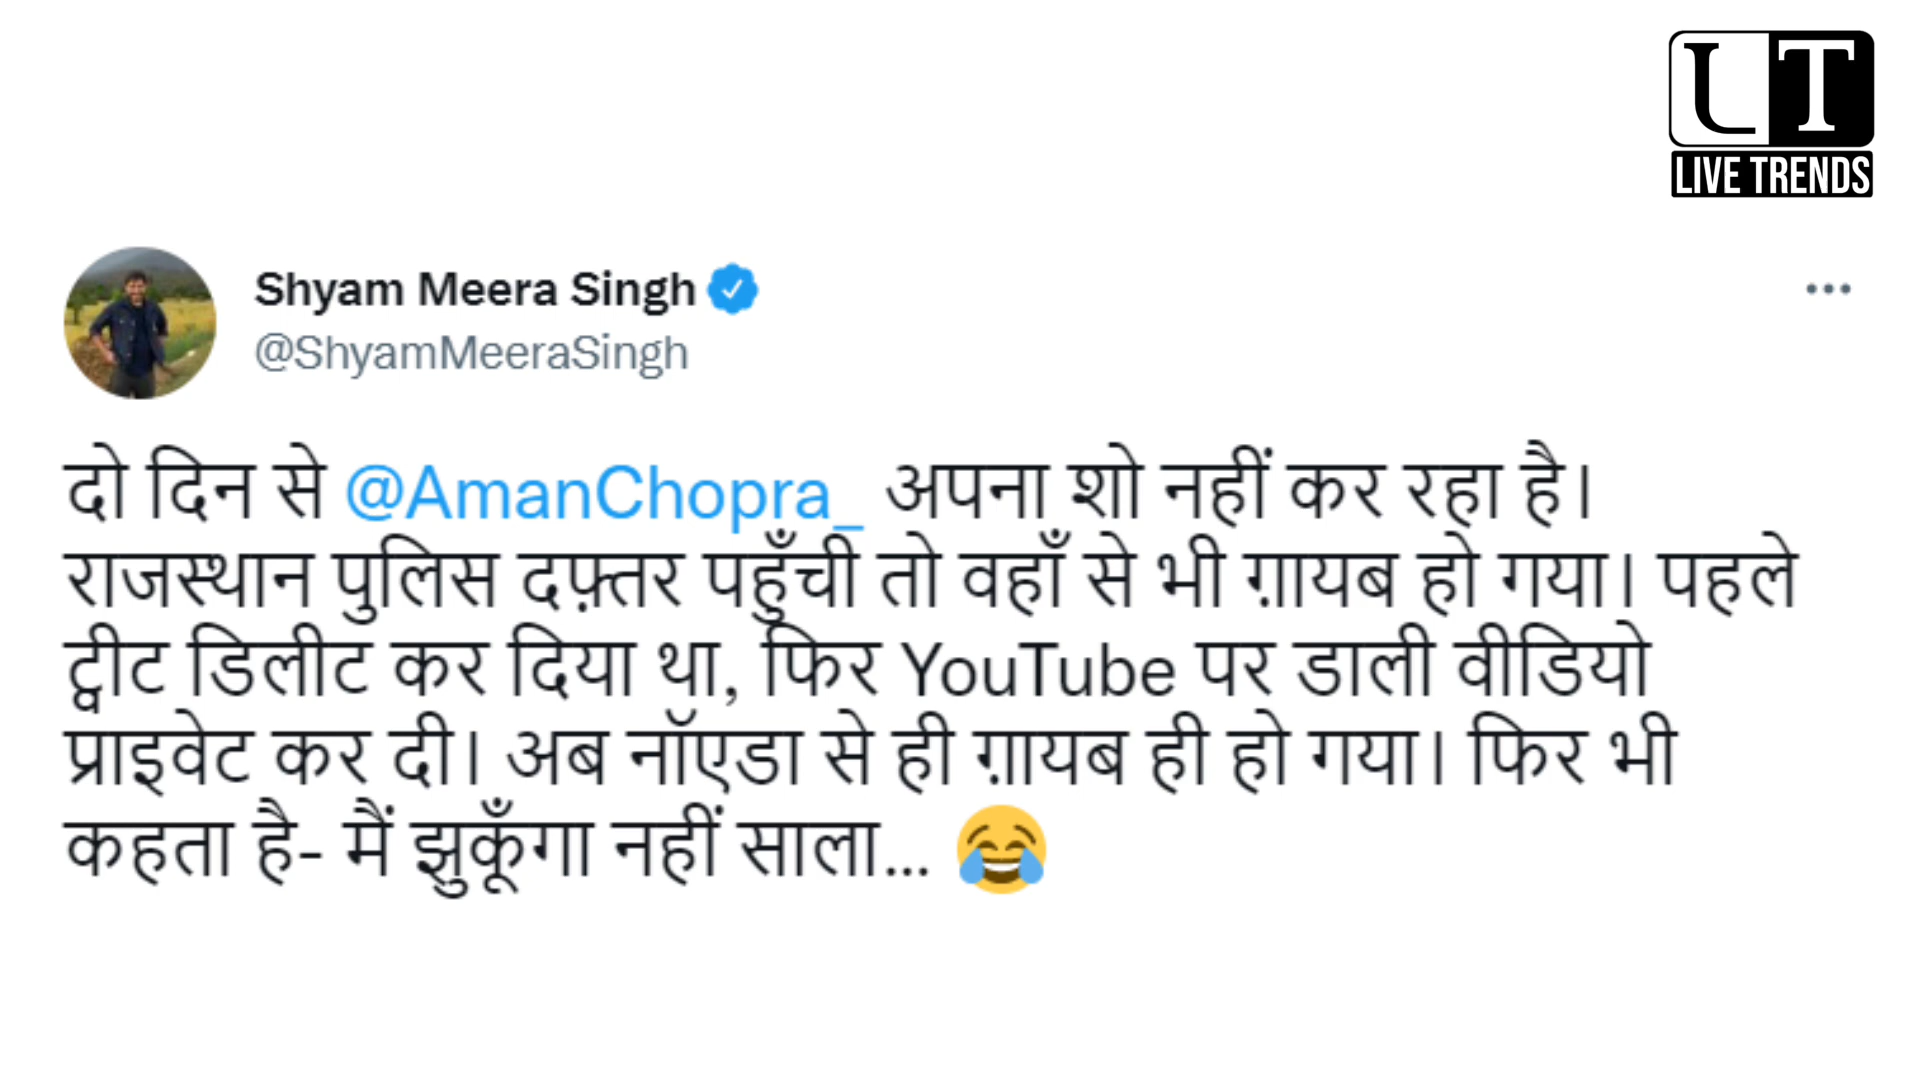 LT
LIVE TRENDS
Shyam Meera Singh
@ShyamMeeraSingh
दो दिन से @AmanChopra_ अपना शो नहीं कर रहा है।
राजस्थान पुलिस दफ़्तर पहुँची तो वहाँ से भी ग़ायब हो गया। पहले
ट्वीट डिलीट कर दिया था, फिर YouTube पर डाली वीडियो
प्राइवेट कर दी। अब नॉएडा से ही ग़ायब ही हो गया। फिर भी
कहता है- मैं झुकूँगा नहीं साला... 😂